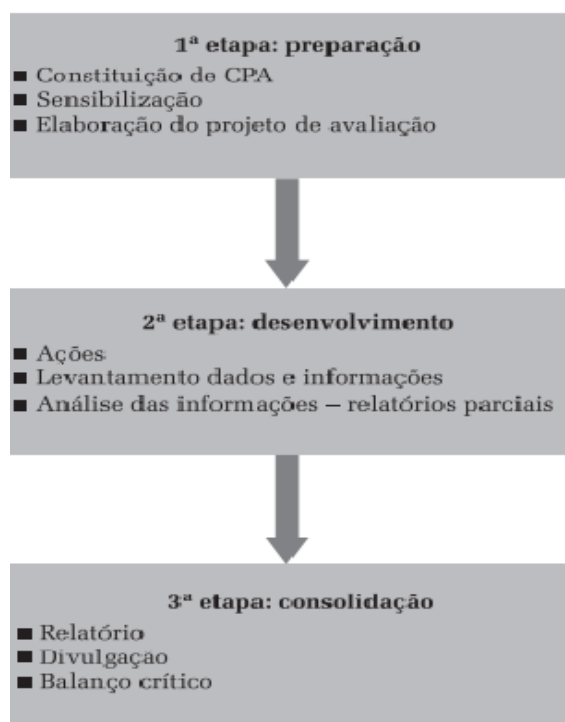 1ª etapa: preparação
■ Constituição de CPA
■ Sensibilização
■ Elaboração do projeto de avaliação
2ª etapa: desenvolvimento
■ Ações
■ Levantamento dados e informações
■ Análise das informações – relatórios parciais
3ª etapa: consolidação
■ Relatório
■ Divulgação
■ Balanço crítico